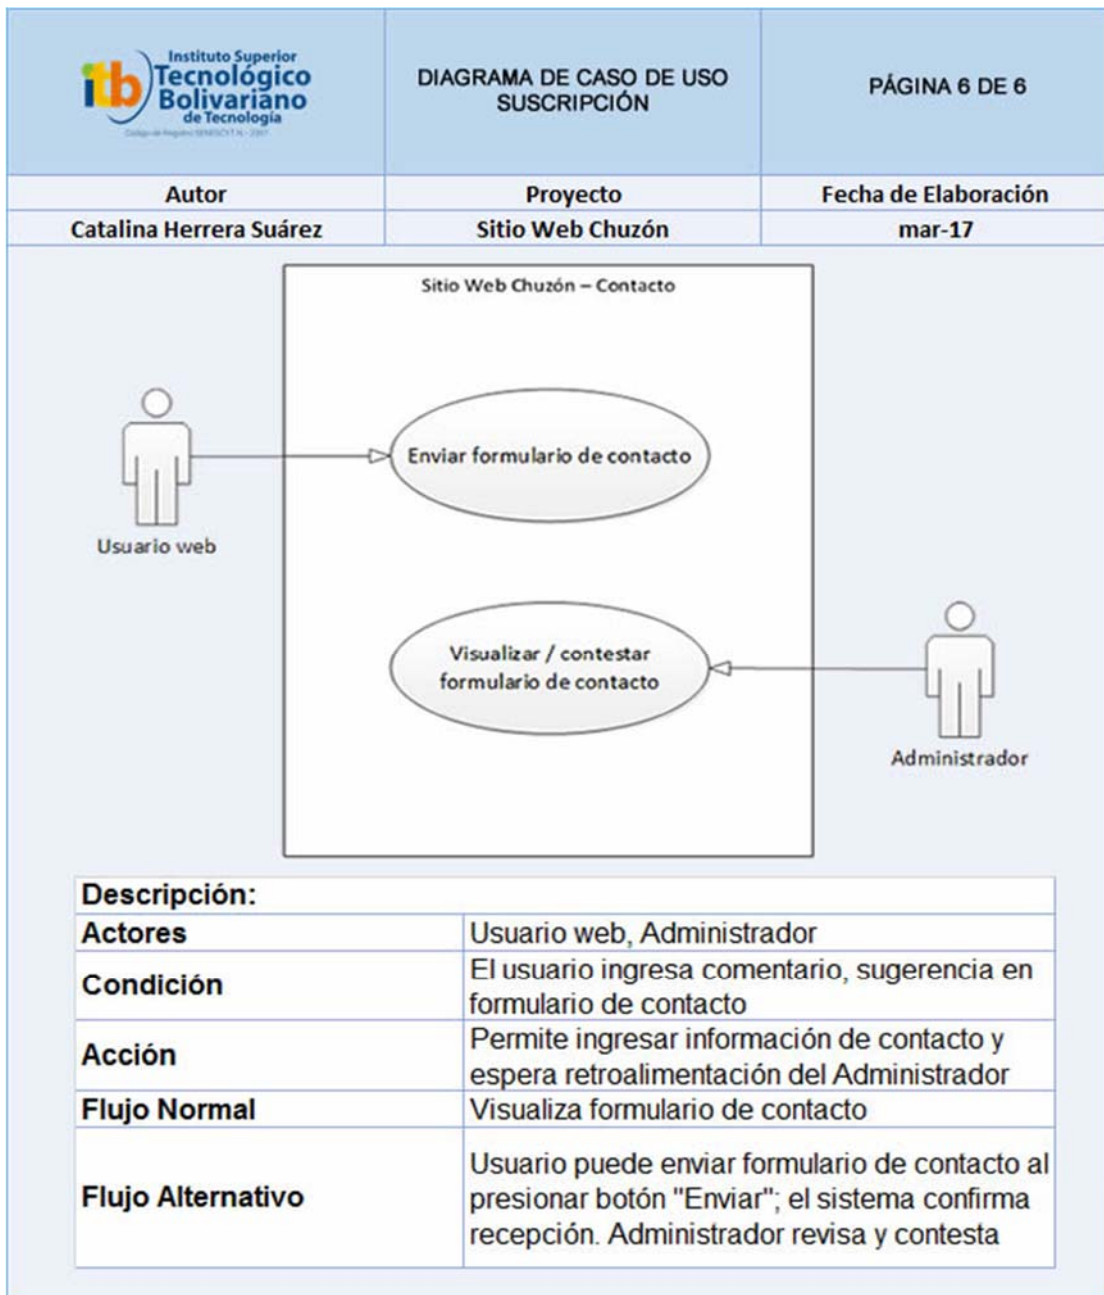 Instituto Superior
itb Tecnológico
Bolivariano
de Tecnología
DIAGRAMA DE CASO DE USO
SUSCRIPCIÓN
PÁGINA 6 DE 6
Autor
Proyecto
Fecha de Elaboración
Catalina Herrera Suárez
Sitio Web Chuzón
mar-17
Sitio Web Chuzón – Contacto
Enviar formulario de contacto
Usuario web
Visualizar / contestar
formulario de contacto
Administrador
Descripción:
Actores
Usuario web, Administrador
Condición
El usuario ingresa comentario, sugerencia en
formulario de contacto
Acción
Permite ingresar información de contacto y
espera retroalimentación del Administrador
Flujo Normal
Visualiza formulario de contacto
Flujo Alternativo
Usuario puede enviar formulario de contacto al
presionar botón "Enviar"; el sistema confirma
recepción. Administrador revisa y contesta